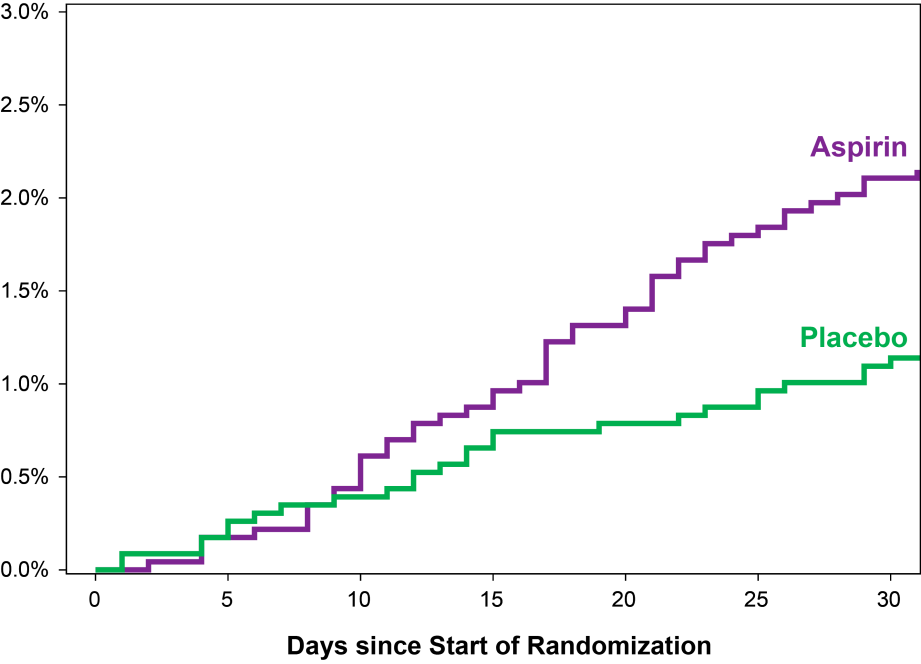 3.0%
2.5%
Aspirin
2.0%
1.5%
Placebo
1.0%
0.5%
0.0%
0 5 10 15 20 25 30
Days since Start of Randomization